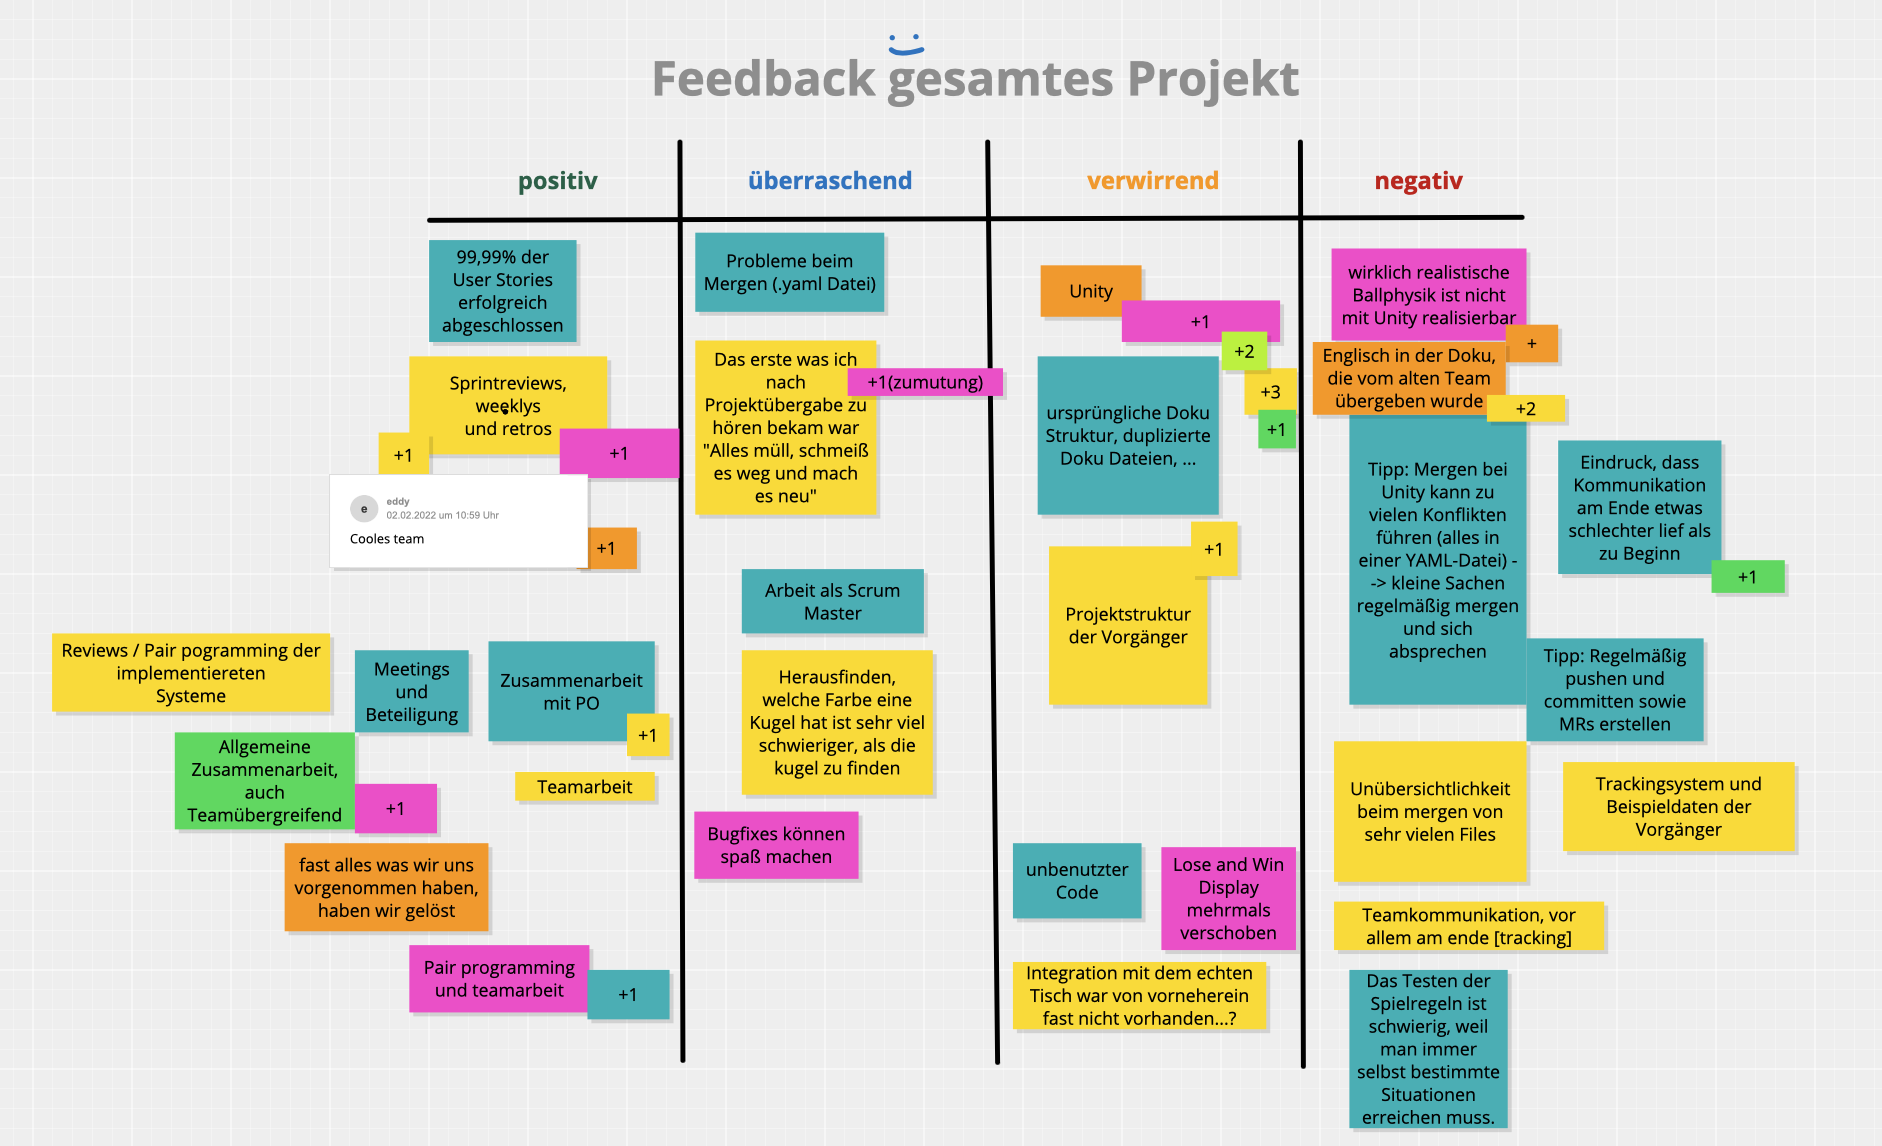 Feedback gesamtes Projekt
positiv
99,99% der
User Stories
erfolgreich
abgeschlossen
Sprintreviews,
weeklys
und retros
+1
+1
e
eddy
02.02.2022 um 10:59 Uhr
Cooles team
+1
Reviews / Pair pogramming der
implementiereten
Systeme
Meetings
und
Beteiligung
Zusammenarbeit
mit PO
+1
Teamarbeit
Allgemeine
Zusammenarbeit,
auch
Teamübergreifend
+1
fast alles was wir uns
vorgenommen haben,
haben wir gelöst
Pair programming
und teamarbeit
+1
überraschend
Probleme beim
Mergen (.yaml Datei)
Das erste was ich
nach
Projektübergabe zu
hören bekam war
"Alles müll, schmeiß
es weg und mach
es neu"
+1(zumutung)
Arbeit als Scrum
Master
Herausfinden,
welche Farbe eine
Kugel hat ist sehr viel
schwieriger, als die
kugel zu finden
Bugfixes können
spaß machen
verwirrend
Unity
+1
+2
+3
+1
ursprüngliche Doku
Struktur, duplizierte
Doku Dateien, ...
+1
Projektstruktur
der Vorgänger
unbenutzter
Code
Lose and Win
Display
mehrmals
verschoben
Integration mit dem echten
Tisch war von vorneherein
fast nicht vorhanden...?
negativ
wirklich realistische
Ballphysik ist nicht
mit Unity realisierbar
+
Englisch in der Doku,
die vom alten Team
übergeben wurde
+2
Tipp: Mergen bei
Unity kann zu
vielen Konflikten
führen (alles in
einer YAML-Datei) -
-> kleine Sachen
regelmäßig mergen
und sich
absprechen
Eindruck, dass
Kommunikation
am Ende etwas
schlechter lief als
zu Beginn
+1
Tipp: Regelmäßig
pushen und
committen sowie
MRs erstellen
Unübersichtlichkeit
beim mergen von
sehr vielen Files
Trackingsystem und
Beispieldaten der
Vorgänger
Teamkommunikation, vor
allem am ende [tracking]
Das Testen der
Spielregeln ist
schwierig, weil
man immer
selbst bestimmte
Situationen
erreichen muss.